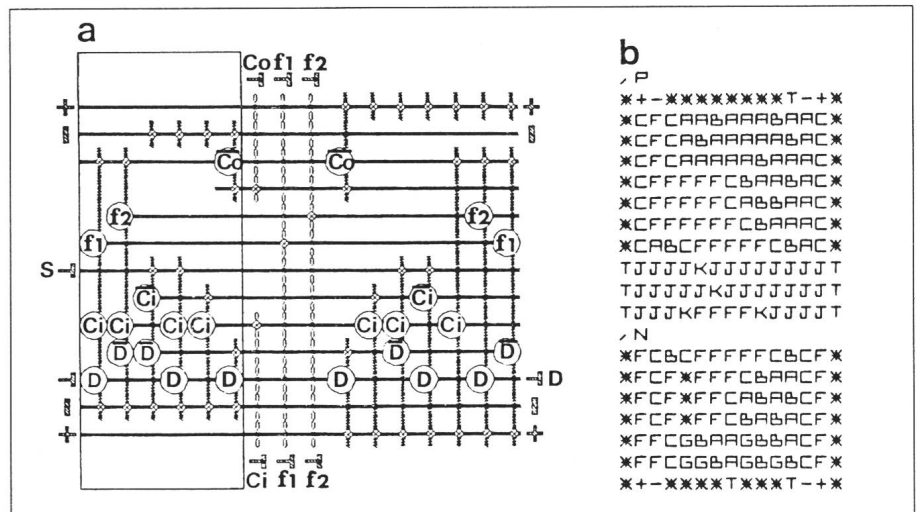 a
b
Co f1 f2
+ +
Co Co
f2 f2
f1 f1
S
Ci Ci
Ci Ci Ci Ci Ci Ci Ci
D D D D
D D D D D D D
+ +
Ci f1 f2
, P
*+-********T-+*
*CFCAABAAABAAC*
*CFCABAAAABAAC*
*CFCAAAAABAAAC*
*CFFFFFCBAABAC*
*CFFFFFCABBAAC*
*CFFFFFFCBAAAC*
*CABCFFFFFCBAC*
TJJJJKJJJJJJJJT
TJJJJJKJJJJJJJT
TJJJKFFFFKJJJJT
, N
*FCBCFFFFFCBCF*
*FCF*FFFCBAACF*
*FCF*FFCABABCF*
*FCF*FFCBABACF*
*FFCGBAAGBBACF*
*FFCGGBAGBGBCF*
*+-****T***T-+*